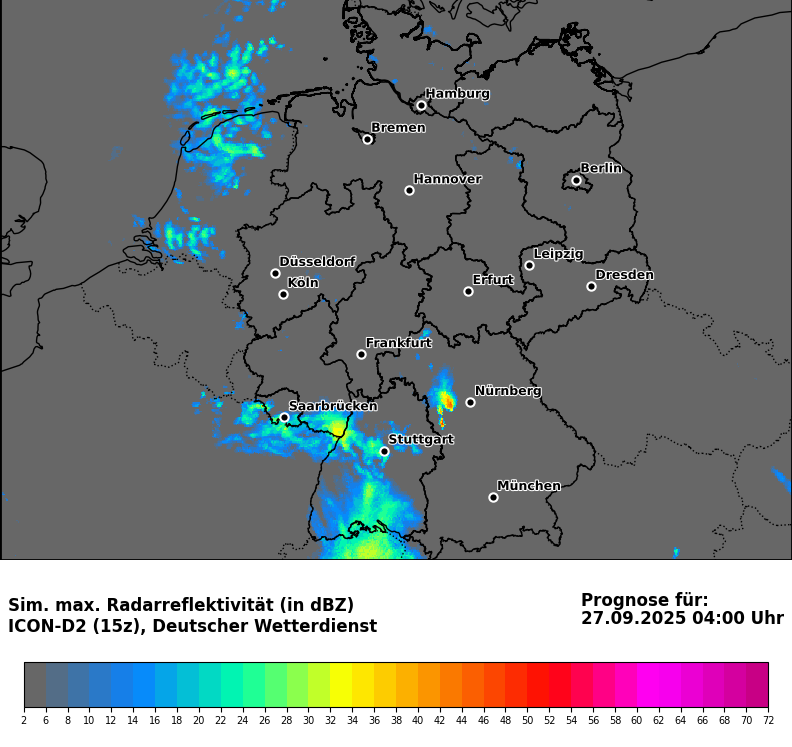 Hamburg
Bremen
Berlin
Hannover
Leipzig
Düsseldorf
Dresden
Köln
Erfurt
Frankfurt
Nürnberg
Saarbrücken
Stuttgart
München
Sim. max. Radarreflektivität (in dBZ)
ICON-D2 (15z), Deutscher Wetterdienst
Prognose für:
27.09.2025 04:00 Uhr
2 6 8 10 12 14 16 18 20 22 24 26 28 30 32 34 36 38 40 42 44 46 48 50 52 54 56 58 60 62 64 66 68 70 72